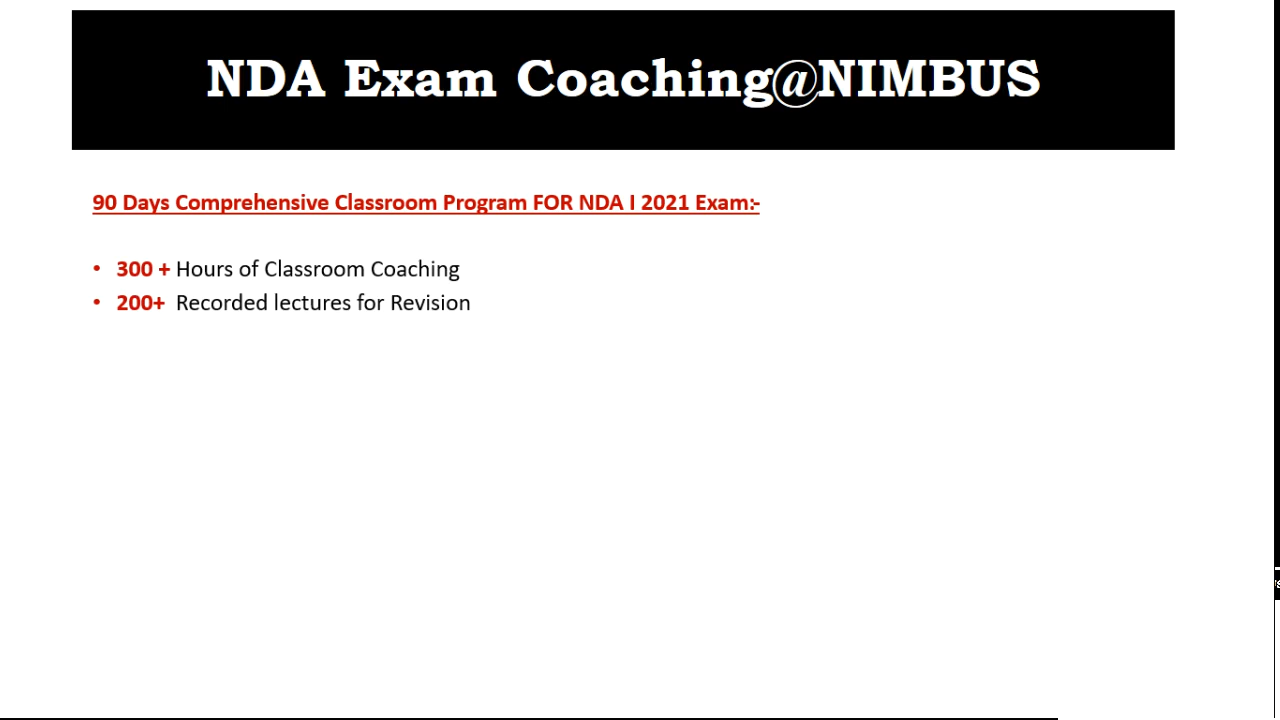 NDA Exam Coaching@NIMBUS
90 Days Comprehensive Classroom Program FOR NDA I 2021 Exam:-
• 300 + Hours of Classroom Coaching
• 200+ Recorded lectures for Revision